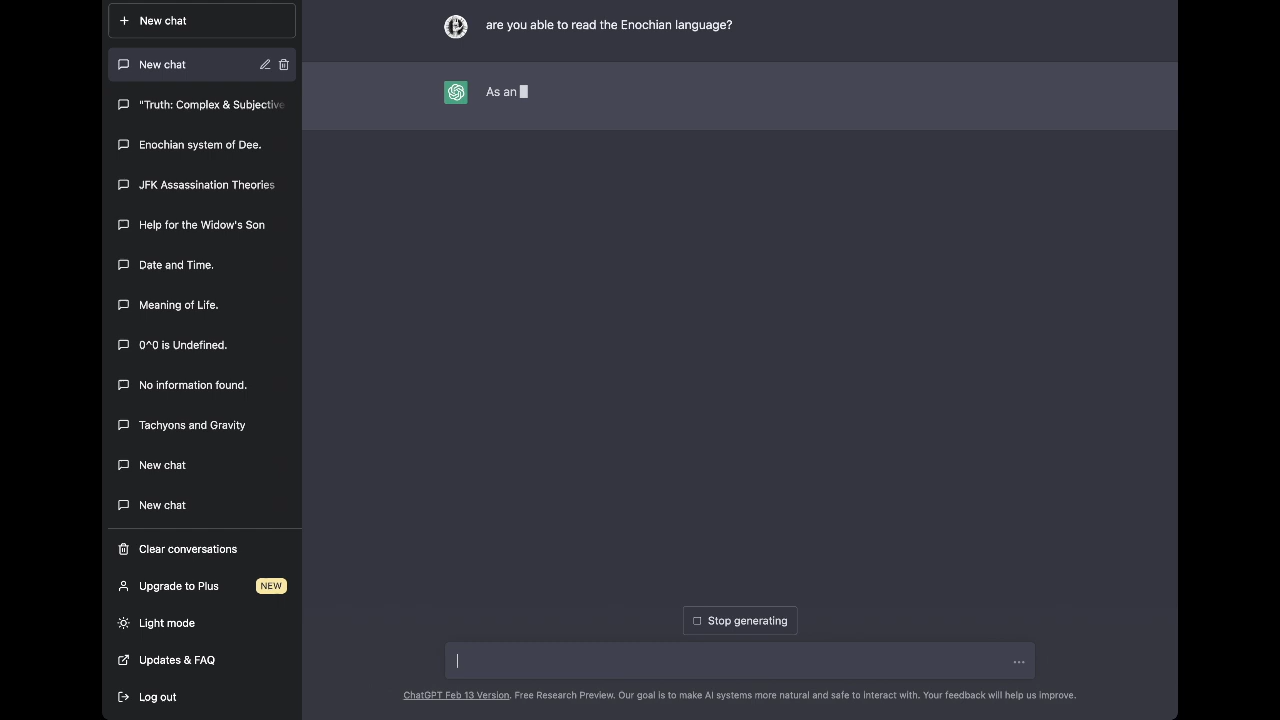 New chat
New chat
"Truth: Complex & Subjective
Enochian system of Dee.
JFK Assassination Theories
Help for the Widow's Son
Date and Time.
Meaning of Life.
0^0 is Undefined.
No information found.
Tachyons and Gravity
New chat
New chat
Clear conversations
Upgrade to Plus NEW
Light mode
Updates & FAQ
Log out
are you able to read the Enochian language?
As an
Stop generating
ChatGPT Feb 13 Version. Free Research Preview. Our goal is to make AI systems more natural and safe to interact with. Your feedback will help us improve.